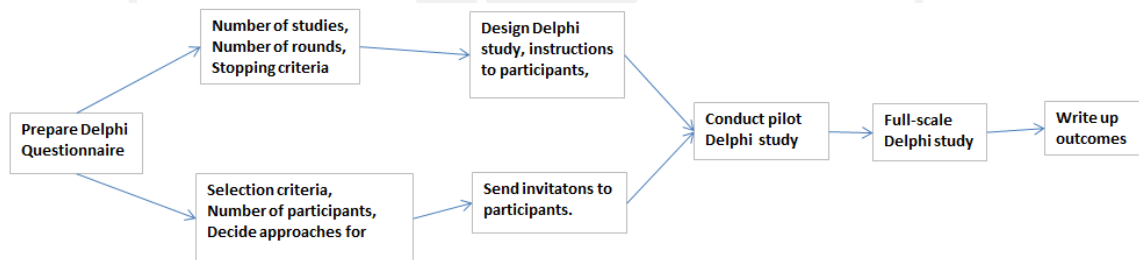 Prepare Delphi
Questionnaire
Number of studies,
Number of rounds,
Stopping criteria
Design Delphi
study, instructions
to participants,
Selection criteria,
Number of participants,
Decide approaches for
Send invitatons to
participants.
Conduct pilot
Delphi study
Full-scale
Delphi study
Write up
outcomes